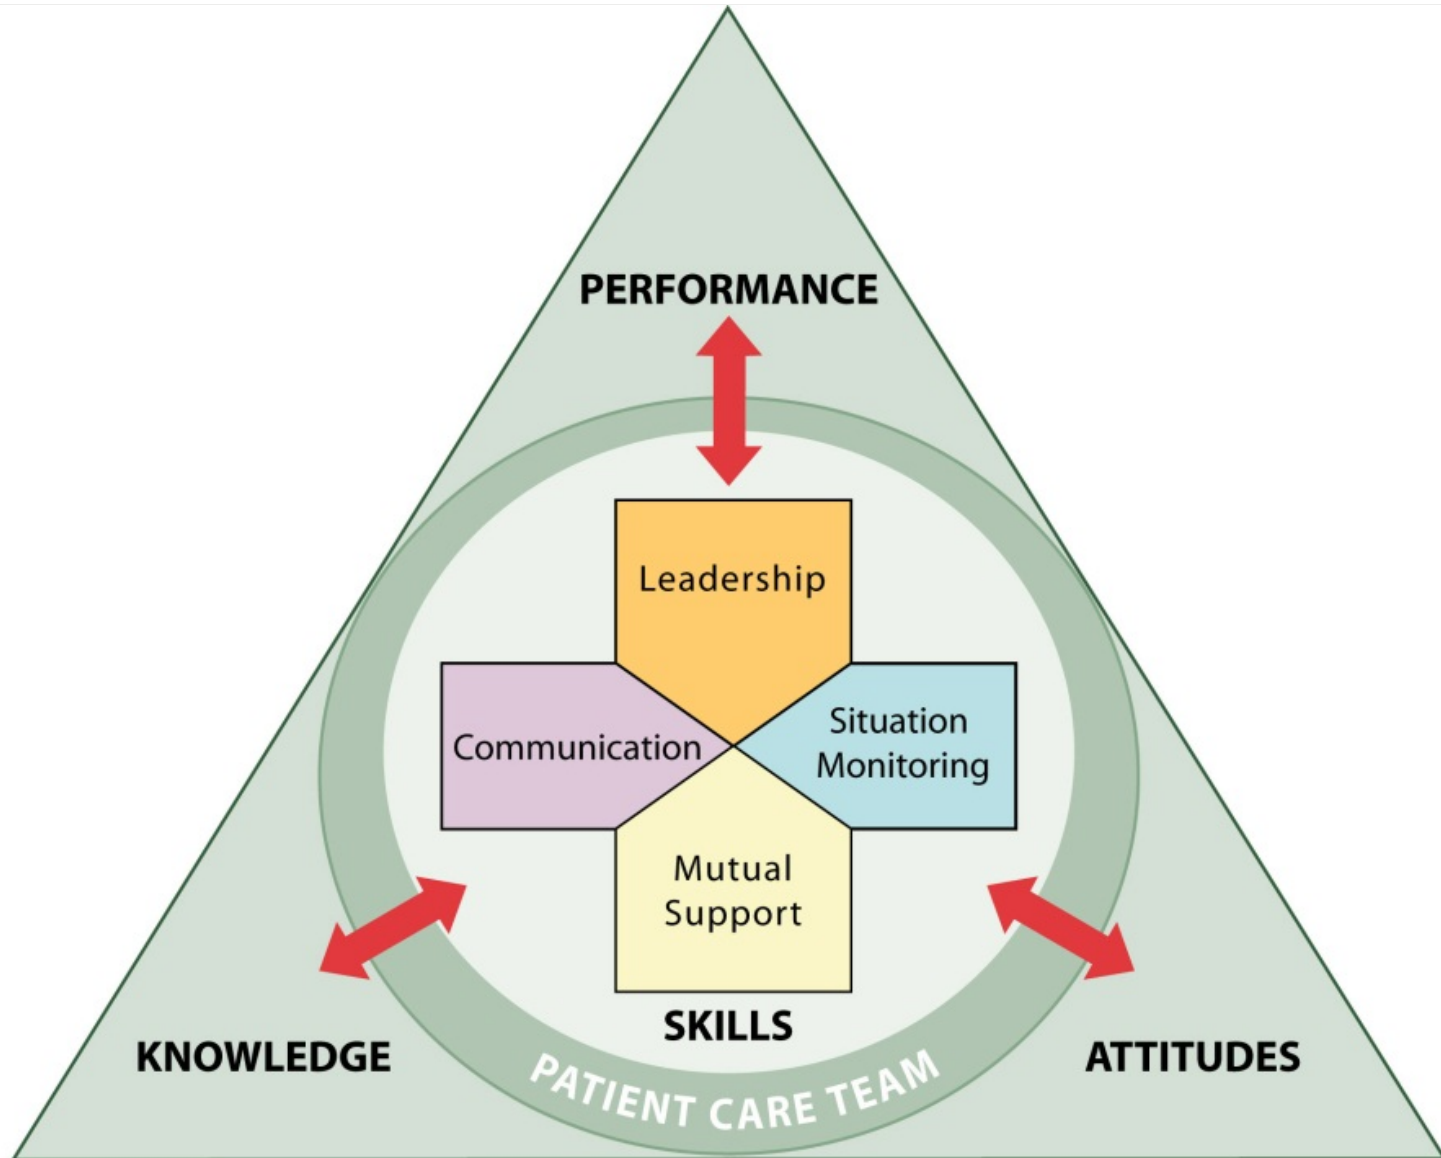 PERFORMANCE
Leadership
Communication
Situation
Monitoring
Mutual
Support
SKILLS
KNOWLEDGE
ATTITUDES
PATIENT CARE TEAM